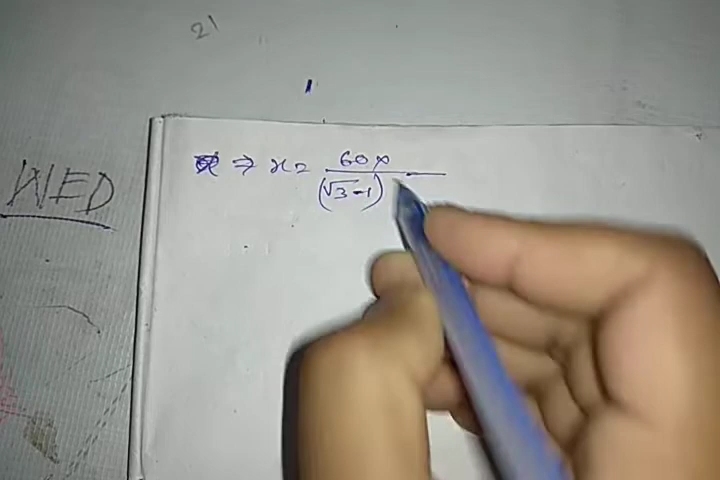 21
⇒ x = 60 × / (√3-1)
WED